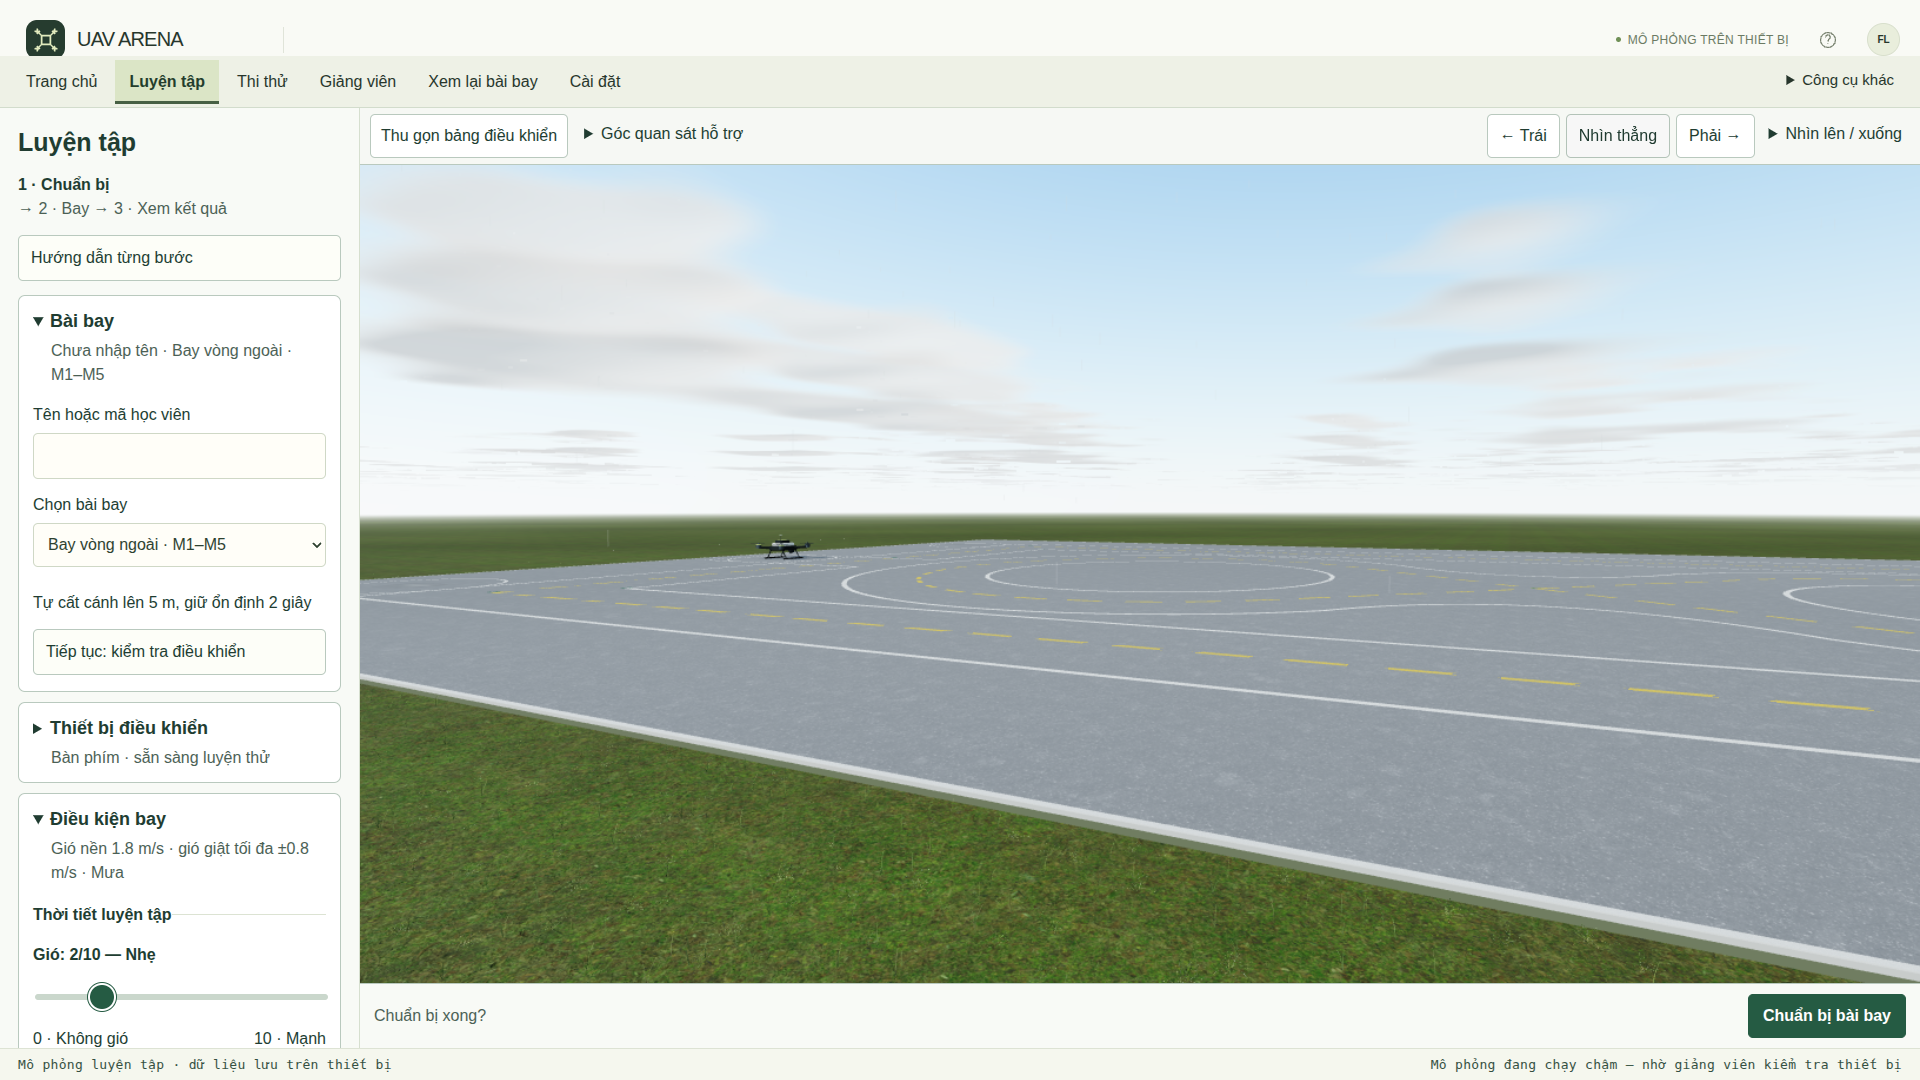 UAV ARENA
MÔ PHỎNG TRÊN THIẾT BỊ
FL
Trang chủ
Luyện tập
Thi thử
Giảng viên
Xem lại bài bay
Cài đặt
Công cụ khác
Luyện tập
1 · Chuẩn bị
→ 2 · Bay → 3 · Xem kết quả
Hướng dẫn từng bước
Bài bay
Chưa nhập tên · Bay vòng ngoài ·
M1–M5
Tên hoặc mã học viên
Chọn bài bay
Bay vòng ngoài · M1–M5
Tự cất cánh lên 5 m, giữ ổn định 2 giây
Tiếp tục: kiểm tra điều khiển
Thiết bị điều khiển
Bàn phím · sẵn sàng luyện thử
Điều kiện bay
Gió nền 1.8 m/s · gió giật tối đa ±0.8
m/s · Mưa
Thời tiết luyện tập
Gió: 2/10 — Nhẹ
0 · Không gió
10 · Mạnh
Thu gọn bảng điều khiển
Góc quan sát hỗ trợ
← Trái
Nhìn thẳng
Phải →
Nhìn lên / xuống
Chuẩn bị xong?
Chuẩn bị bài bay
Mô phỏng luyện tập · dữ liệu lưu trên thiết bị
Mô phỏng đang chạy chậm — nhờ giảng viên kiểm tra thiết bị